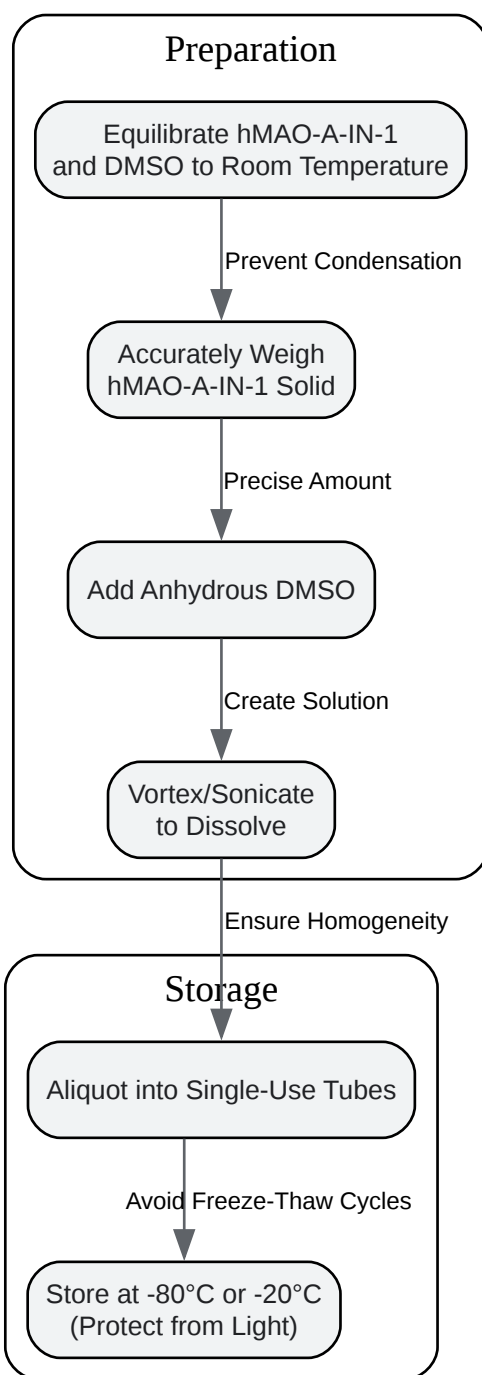 Preparation
Equilibrate hMAO-A-IN-1
and DMSO to Room Temperature
Prevent Condensation
Accurately Weigh
hMAO-A-IN-1 Solid
Precise Amount
Add Anhydrous DMSO
Create Solution
Vortex/Sonicate
to Dissolve
Ensure Homogeneity
Storage
Aliquot into Single-Use Tubes
Avoid Freeze-Thaw Cycles
Store at -80°C or -20°C
(Protect from Light)